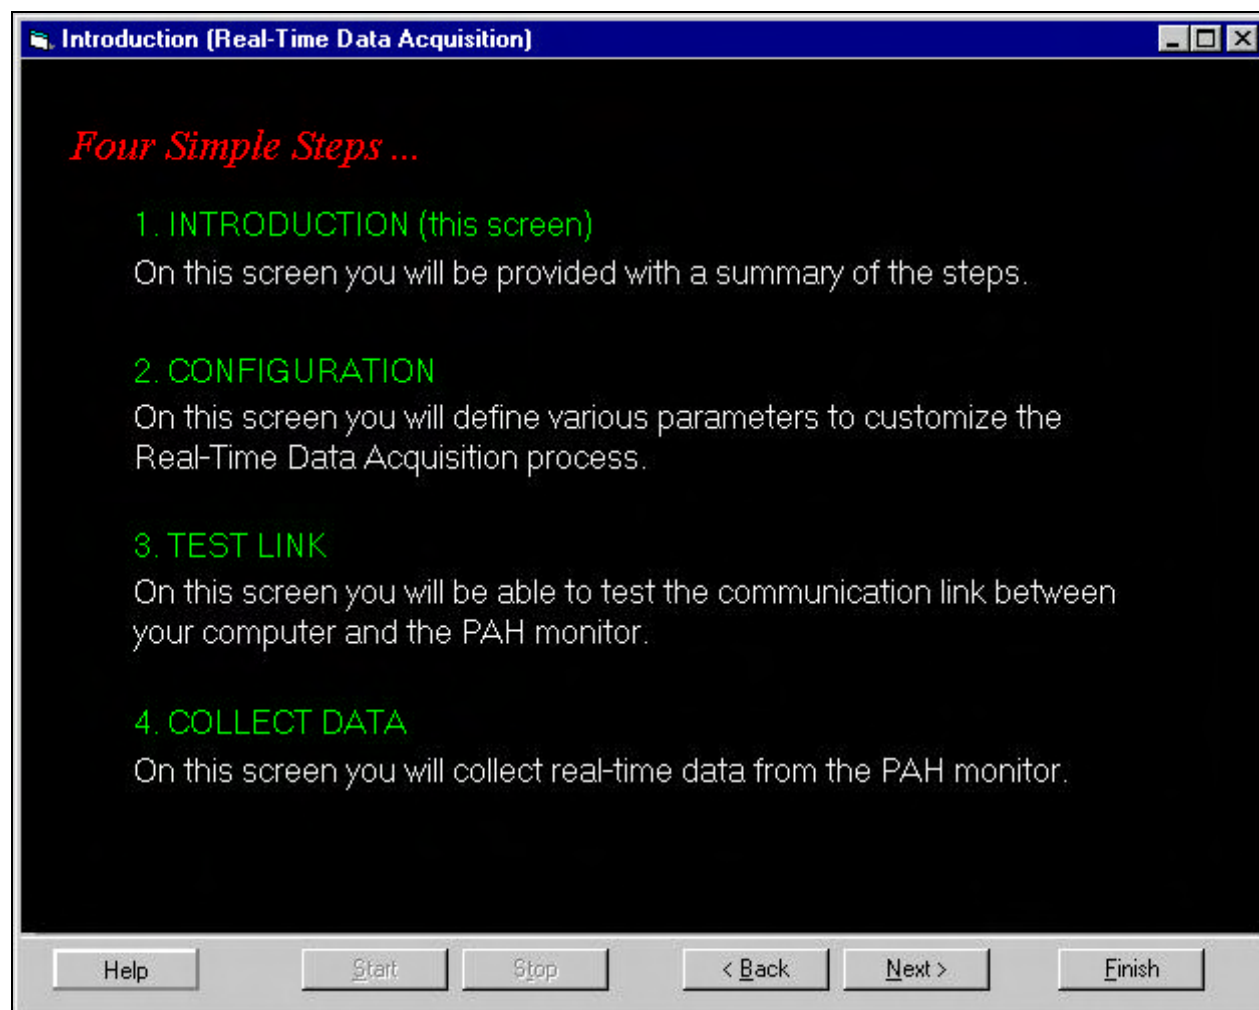 Introduction (Real-Time Data Acquisition)
Four Simple Steps ...
1. INTRODUCTION (this screen)
On this screen you will be provided with a summary of the steps.
2. CONFIGURATION
On this screen you will define various parameters to customize the
Real-Time Data Acquisition process.
3. TEST LINK
On this screen you will be able to test the communication link between
your computer and the PAH monitor.
4. COLLECT DATA
On this screen you will collect real-time data from the PAH monitor.
Help Start Stop < Back Next > Finish